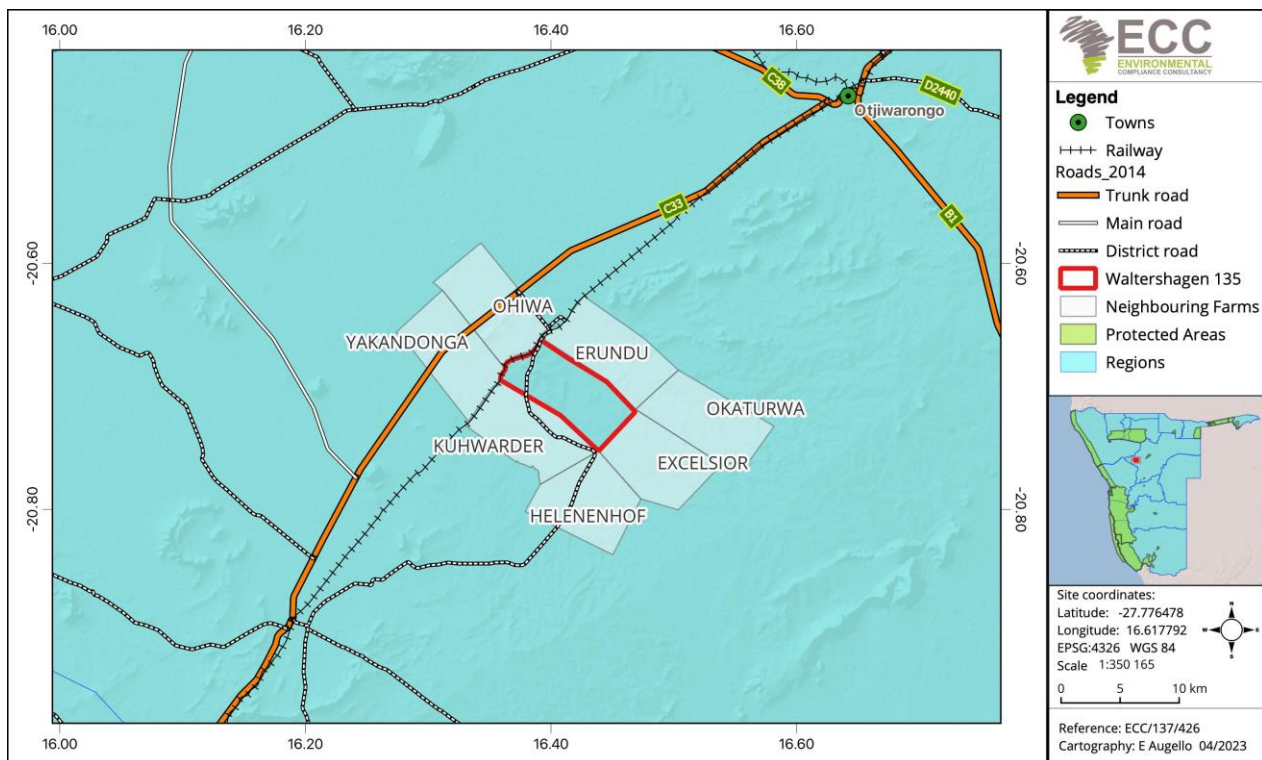 16.00
16.20
16.40
16.60
C38
D2440
Otjiwarongo
C33
B1
-20.60
-20.60
OHIWA
YAKANDONGA
ERUNDU
OKATURWA
KUHWARDER
EXCELSIOR
-20.80
-20.80
HELENENHOF
16.00
16.20
16.40
16.60
ECC
ENVIRONMENTAL
COMPLIANCE CONSULTANCY
Legend
Towns
Railway
Roads_2014
Trunk road
Main road
District road
Waltershagen 135
Neighbouring Farms
Protected Areas
Regions
Site coordinates:
Latitude: -27.776478
Longitude: 16.617792
EPSG:4326 WGS 84
Scale 1:350 165
N
W
E
S
0 5 10 km
Reference: ECC/137/426
Cartography: E Augello 04/2023